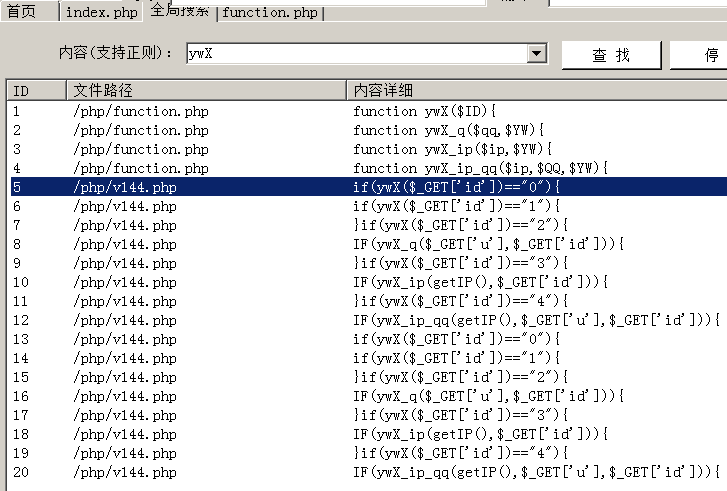 首页 index.php 全局搜索 function.php
内容(支持正则): ywX 查 找 停
ID 文件路径 内容详细
1 /php/function.php function ywX($ID){
2 /php/function.php function ywX_q($qq,$YW){
3 /php/function.php function ywX_ip($ip,$YW){
4 /php/function.php function ywX_ip_qq($ip,$QQ,$YW){
5 /php/v144.php if(ywX($_GET['id'])=="0"){
6 /php/v144.php if(ywX($_GET['id'])=="1"){
7 /php/v144.php }if(ywX($_GET['id'])=="2"){
8 /php/v144.php IF(ywX_q($_GET['u'],$_GET['id'])){
9 /php/v144.php }if(ywX($_GET['id'])=="3"){
10 /php/v144.php IF(ywX_ip(getIP(),$_GET['id'])){
11 /php/v144.php }if(ywX($_GET['id'])=="4"){
12 /php/v144.php IF(ywX_ip_qq(getIP(),$_GET['u'],$_GET['id'])){
13 /php/v144.php if(ywX($_GET['id'])=="0"){
14 /php/v144.php if(ywX($_GET['id'])=="1"){
15 /php/v144.php }if(ywX($_GET['id'])=="2"){
16 /php/v144.php IF(ywX_q($_GET['u'],$_GET['id'])){
17 /php/v144.php }if(ywX($_GET['id'])=="3"){
18 /php/v144.php IF(ywX_ip(getIP(),$_GET['id'])){
19 /php/v144.php }if(ywX($_GET['id'])=="4"){
20 /php/v144.php IF(ywX_ip_qq(getIP(),$_GET['u'],$_GET['id'])){